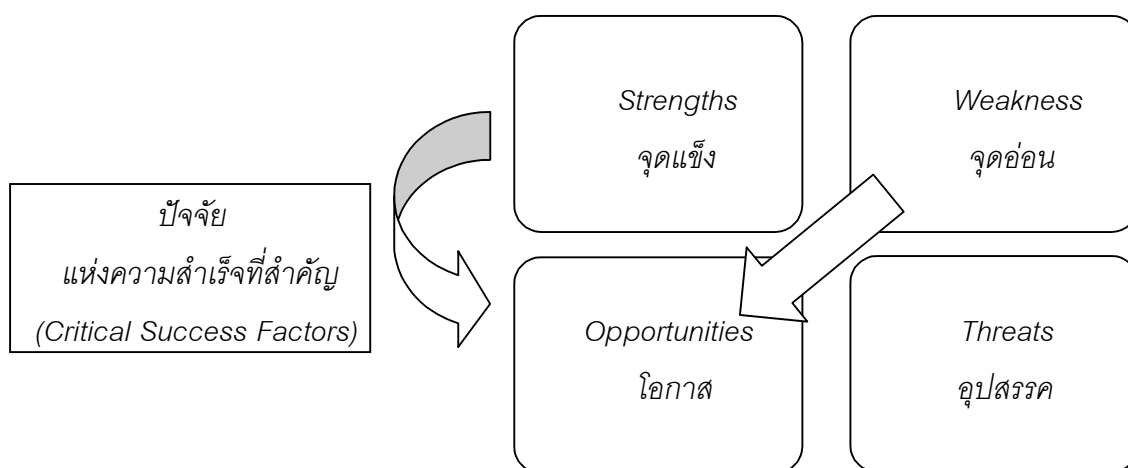 Strengths
จุดแข็ง
Weakness
จุดอ่อน
ปัจจัย
แห่งความสำเร็จที่สำคัญ
(Critical Success Factors)
Opportunities
โอกาส
Threats
อุปสรรค